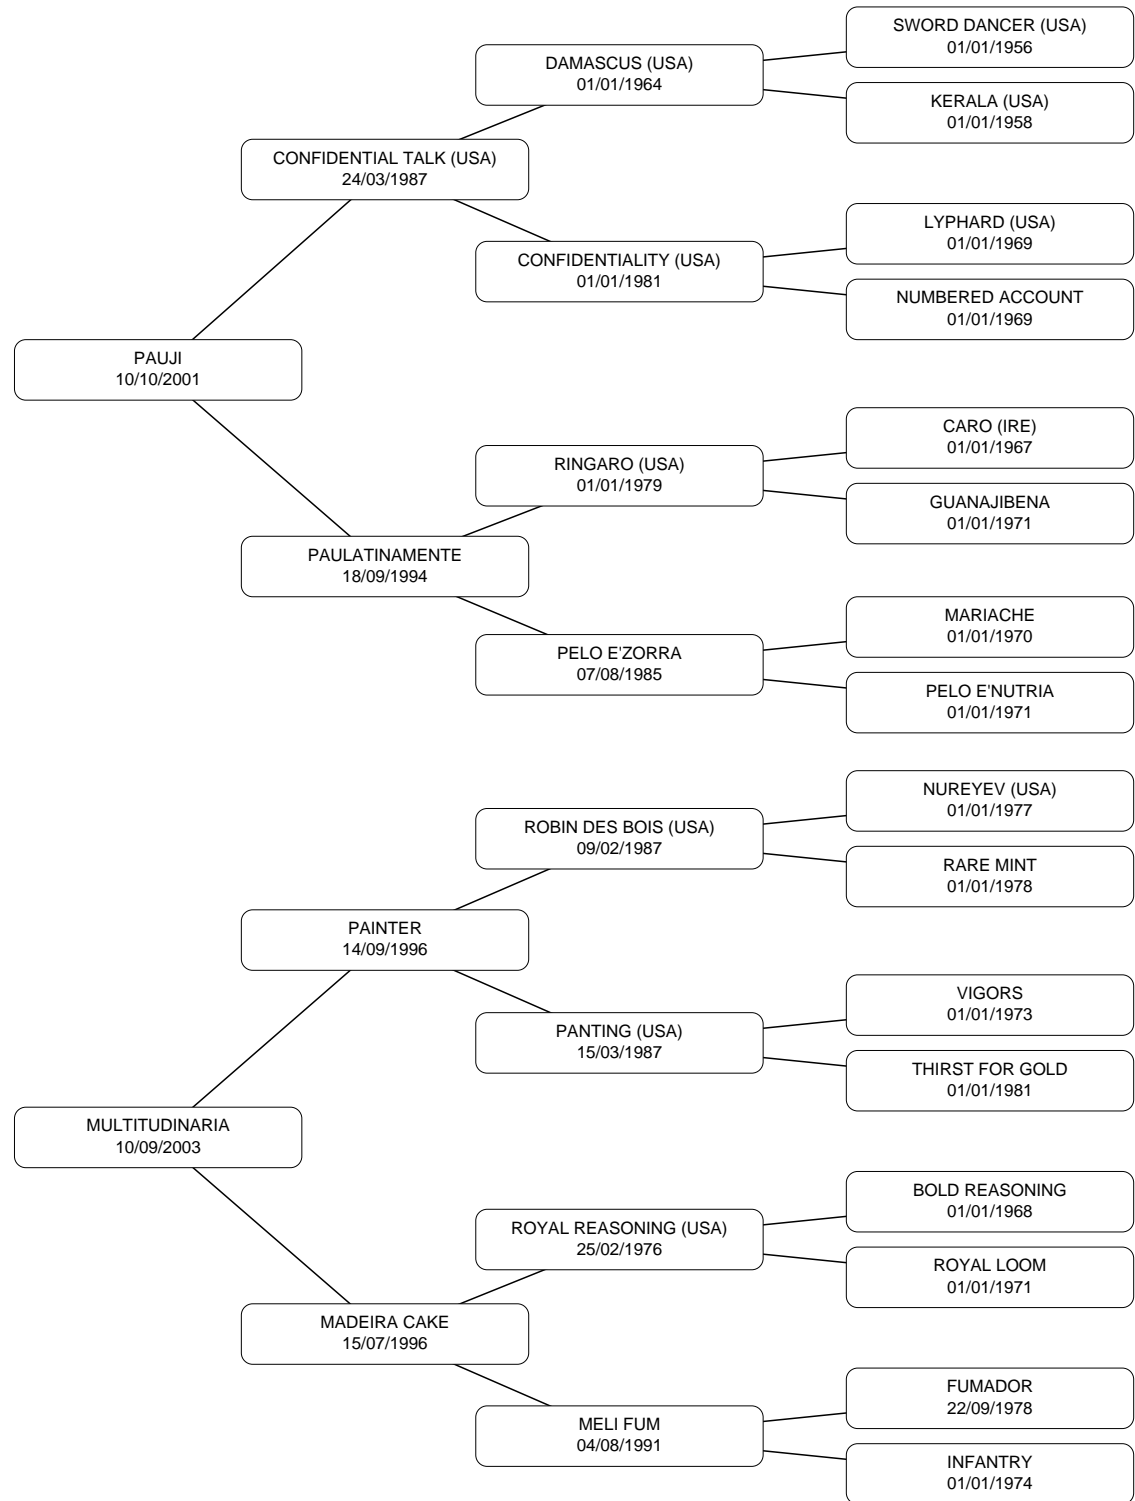 SWORD DANCER (USA)
01/01/1956
DAMASCUS (USA)
01/01/1964
KERALA (USA)
01/01/1958
CONFIDENTIAL TALK (USA)
24/03/1987
LYPHARD (USA)
01/01/1969
CONFIDENTIALITY (USA)
01/01/1981
NUMBERED ACCOUNT
01/01/1969
PAUJI
10/10/2001
CARO (IRE)
01/01/1967
RINGARO (USA)
01/01/1979
GUANAJIBENA
01/01/1971
PAULATINAMENTE
18/09/1994
MARIACHE
01/01/1970
PELO E'ZORRA
07/08/1985
PELO E'NUTRIA
01/01/1971
NUREYEV (USA)
01/01/1977
ROBIN DES BOIS (USA)
09/02/1987
RARE MINT
01/01/1978
PAINTER
14/09/1996
VIGORS
01/01/1973
PANTING (USA)
15/03/1987
THIRST FOR GOLD
01/01/1981
MULTITUDINARIA
10/09/2003
BOLD REASONING
01/01/1968
ROYAL REASONING (USA)
25/02/1976
ROYAL LOOM
01/01/1971
MADEIRA CAKE
15/07/1996
FUMADOR
22/09/1978
MELI FUM
04/08/1991
INFANTRY
01/01/1974